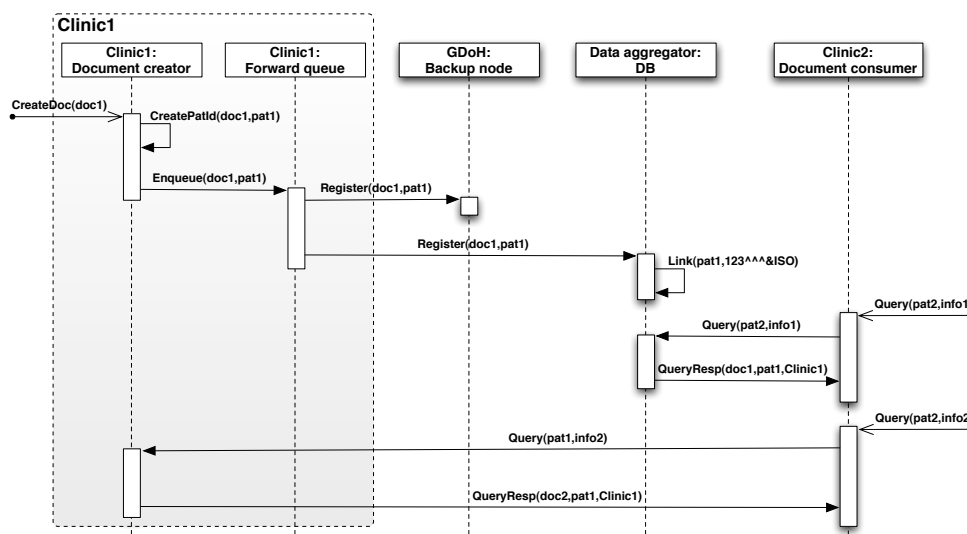 Clinic1
Clinic1:
Document creator
Clinic1:
Forward queue
GDoH:
Backup node
Data aggregator:
DB
Clinic2:
Document consumer
CreateDoc(doc1)
CreatePatId(doc1,pat1)
Enqueue(doc1,pat1)
Register(doc1,pat1)
Register(doc1,pat1)
Link(pat1,123^^^&ISO)
Query(pat2,info1)
Query(pat2,info1)
QueryResp(doc1,pat1,Clinic1)
Query(pat2,info2)
Query(pat1,info2)
QueryResp(doc2,pat1,Clinic1)